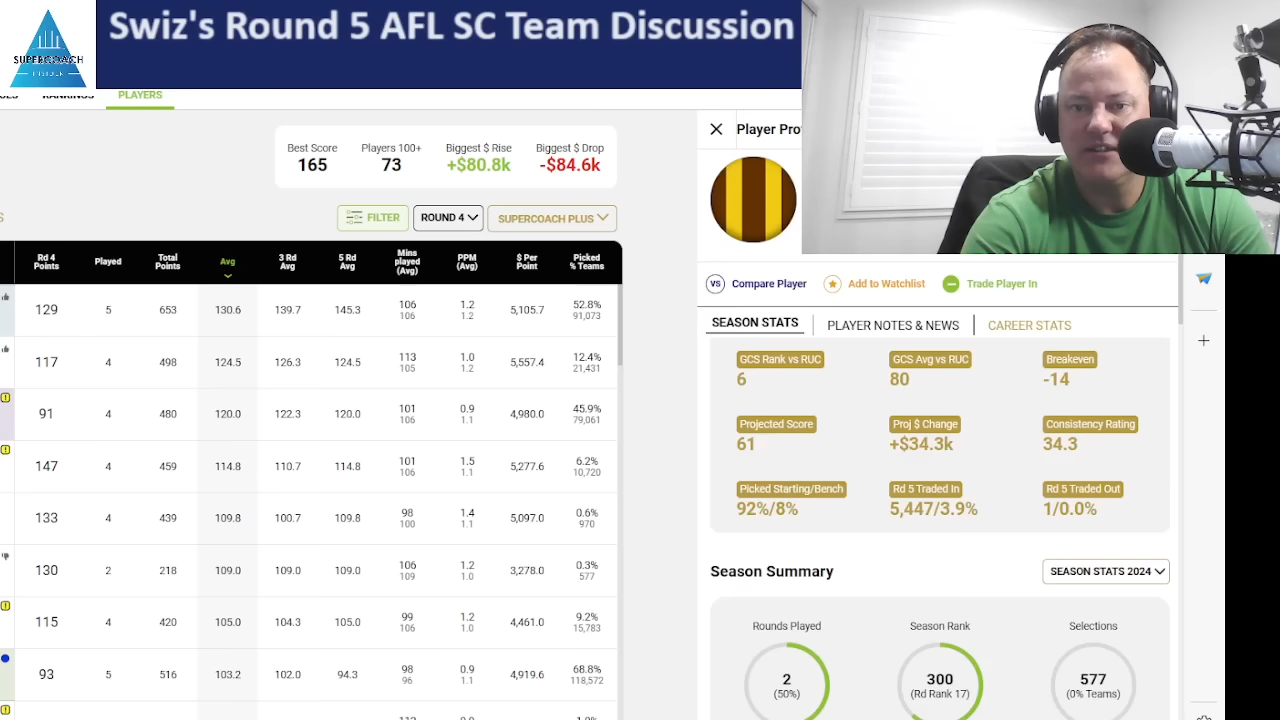 Swiz's Round 5 AFL SC Team Discussion
SUPERCOACH
INSIDER
RANKINGS PLAYERS
Best Score Players 100+ Biggest $ Rise Biggest $ Drop
165 73 +$80.8k -$84.6k
FILTER ROUND 4 SUPERCOACH PLUS
Rd 4 Points Played Total Points Avg 3 Rd Avg 5 Rd Avg Mins played (Avg) PPM (Avg) $ Per Point Picked % Teams
129 5 653 130.6 139.7 145.3 106 106 1.2 1.2 5,105.7 52.8% 91,073
117 4 498 124.5 126.3 124.5 113 105 1.0 1.2 5,557.4 12.4% 21,431
91 4 480 120.0 122.3 120.0 101 106 0.9 1.1 4,980.0 45.9% 79,061
147 4 459 114.8 110.7 114.8 101 106 1.5 1.1 5,277.6 6.2% 10,720
133 4 439 109.8 100.7 109.8 98 100 1.4 1.1 5,097.0 0.6% 970
130 2 218 109.0 109.0 109.0 106 109 1.2 1.0 3,278.0 0.3% 577
115 4 420 105.0 104.3 105.0 99 106 1.2 1.0 4,461.0 9.2% 15,783
93 5 516 103.2 102.0 94.3 98 96 0.9 1.1 4,919.6 68.8% 118,572
Player Pro
VS Compare Player Add to Watchlist Trade Player In
SEASON STATS PLAYER NOTES & NEWS CAREER STATS
GCS Rank vs RUC GCS Avg vs RUC Breakeven
6 80 -14
Projected Score Proj $ Change Consistency Rating
61 +$34.3k 34.3
Picked Starting/Bench Rd 5 Traded In Rd 5 Traded Out
92%/8% 5,447/3.9% 1/0.0%
Season Summary SEASON STATS 2024
Rounds Played Season Rank Selections
2 300 577
(50%) (Rd Rank 17) (0% Teams)